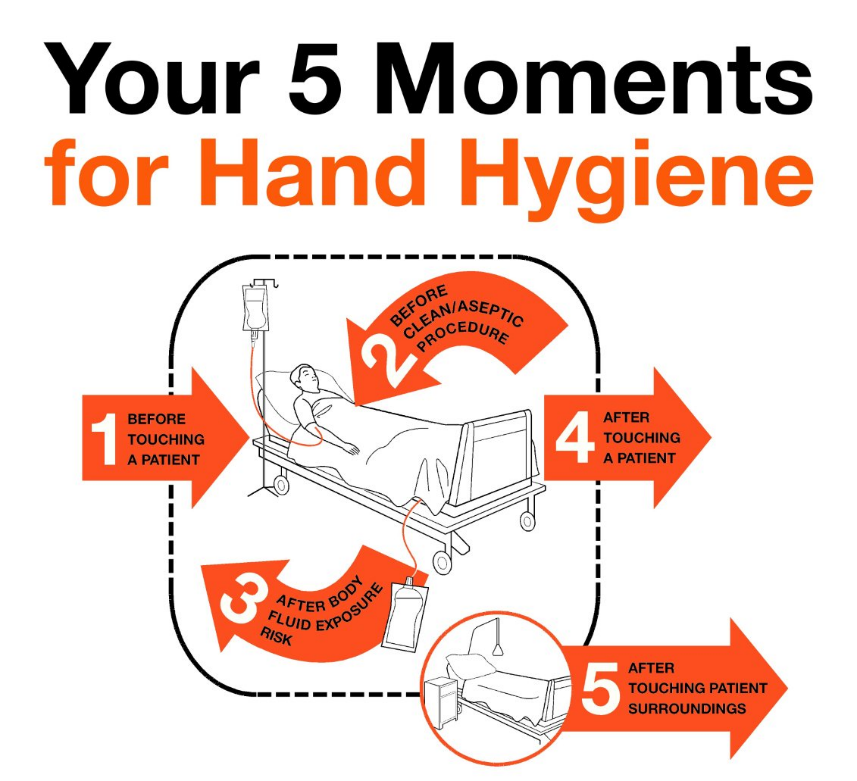 Your 5 Moments
for Hand Hygiene
1
BEFORE
TOUCHING
A PATIENT
2
BEFORE
CLEAN/ASEPTIC
PROCEDURE
3
AFTER BODY
FLUID EXPOSURE
RISK
4
AFTER
TOUCHING
A PATIENT
5
AFTER
TOUCHING PATIENT
SURROUNDINGS